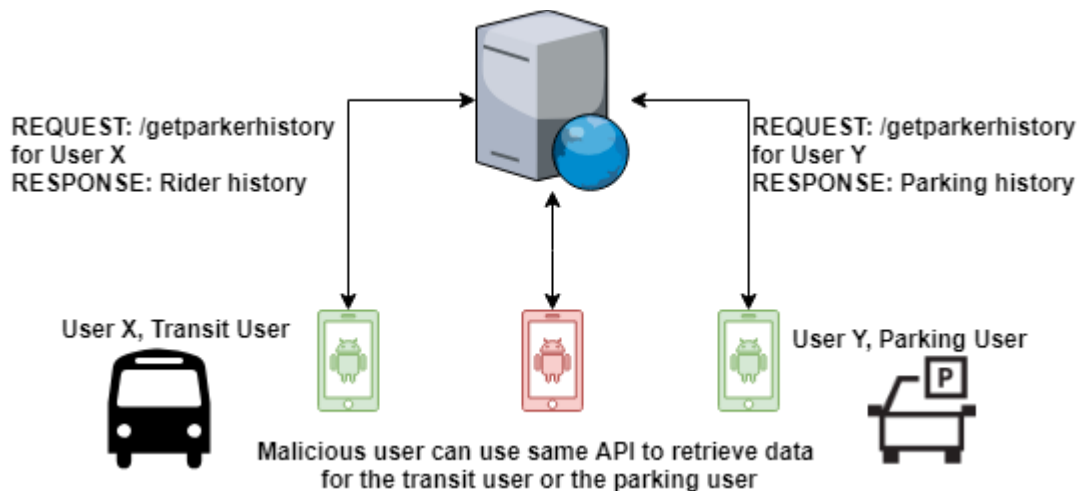 REQUEST: /getparkerhistory
for User X
RESPONSE: Rider history
REQUEST: /getparkerhistory
for User Y
RESPONSE: Parking history
User X, Transit User
User Y, Parking User
P
Malicious user can use same API to retrieve data
for the transit user or the parking user